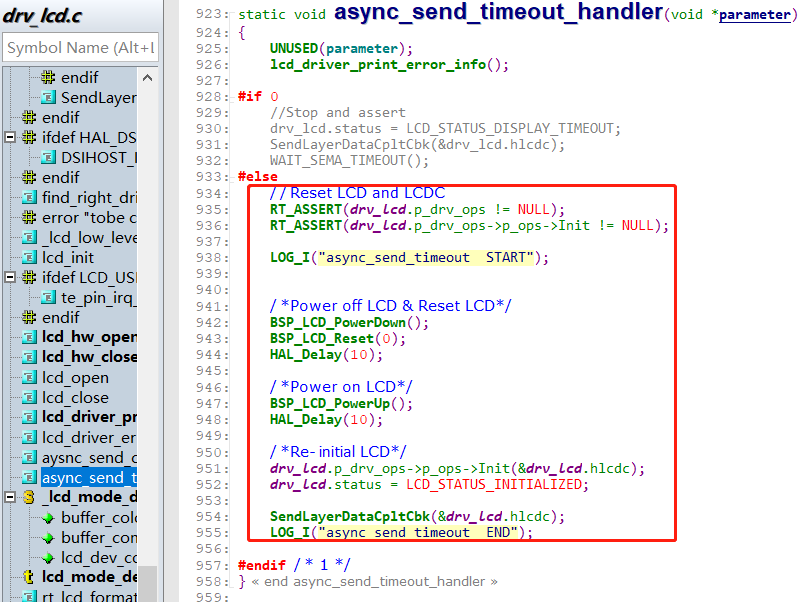 drv_lcd.c
Symbol Name (Alt+L
endif
SendLayer
endif
ifdef HAL_DS
DSIHOST_I
endif
find_right_dri
error "tobe c
_lcd_low_leve
lcd_init
ifdef LCD_USI
te_pin_irq_
endif
lcd_hw_open
lcd_hw_close
lcd_open
lcd_close
lcd_driver_pr
lcd_driver_er
aysnc_send_c
async_send_t
_lcd_mode_d
buffer_colo
buffer_con
lcd_dev_co
lcd_mode_de
rt_lcd_format
923: static void async_send_timeout_handler(void *parameter)
924: {
925: UNUSED(parameter);
926: lcd_driver_print_error_info();
927:
928: #if 0
929: //Stop and assert
930: drv_lcd.status = LCD_STATUS_DISPLAY_TIMEOUT;
931: SendLayerDataCpltCbk(&drv_lcd.hlcdc);
932: WAIT_SEMA_TIMEOUT();
933: #else
934: // Reset LCD and LCDC
935: RT_ASSERT(drv_lcd.p_drv_ops != NULL);
936: RT_ASSERT(drv_lcd.p_drv_ops->p_ops->Init != NULL);
937:
938: LOG_I("async_send_timeout  START");
939:
940:
941: / *Power off LCD & Reset LCD*/
942: BSP_LCD_PowerDown();
943: BSP_LCD_Reset(0);
944: HAL_Delay(10);
945:
946: / *Power on LCD*/
947: BSP_LCD_PowerUp();
948: HAL_Delay(10);
949:
950: / *Re-initial LCD*/
951: drv_lcd.p_drv_ops->p_ops->Init(&drv_lcd.hlcdc);
952: drv_lcd.status = LCD_STATUS_INITIALIZED;
953:
954: SendLayerDataCpltCbk(&drv_lcd.hlcdc);
955: LOG_I("async_send_timeout  END");
956:
957: #endif / * 1 */
958: } « end async_send_timeout_handler »
959: